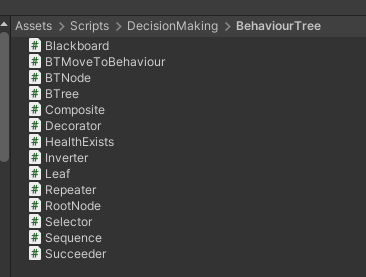 Assets > Scripts > DecisionMaking > BehaviourTree
# Blackboard
# BTMoveToBehaviour
# BTNode
# BTree
# Composite
# Decorator
# HealthExists
# Inverter
# Leaf
# Repeater
# RootNode
# Selector
# Sequence
# Succeeder